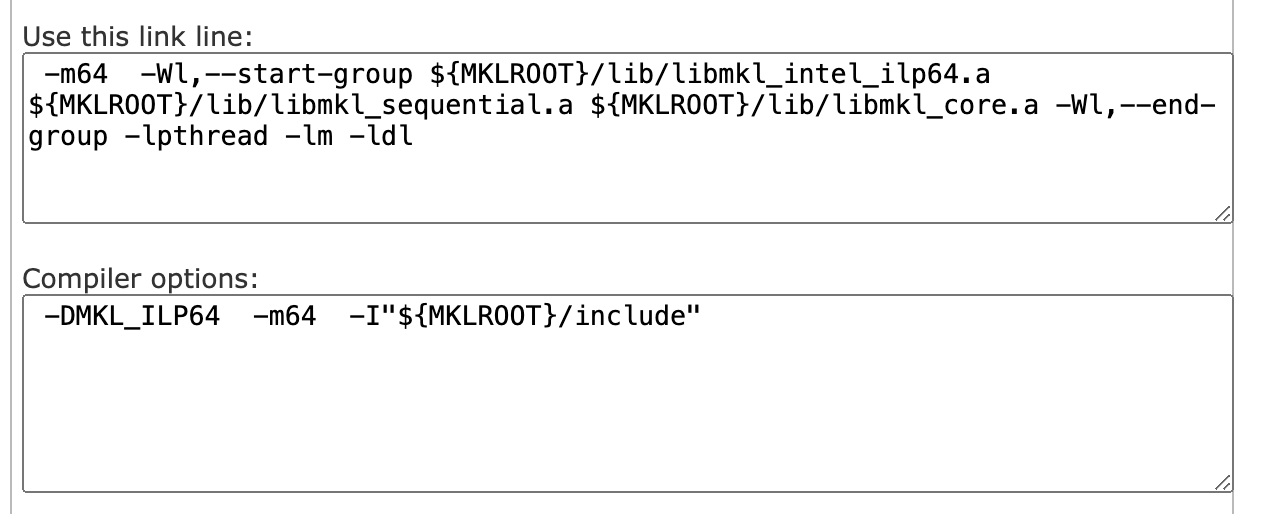 Use this link line:
-m64  -Wl,--start-group ${MKLROOT}/lib/libmkl_intel_ilp64.a
${MKLROOT}/lib/libmkl_sequential.a ${MKLROOT}/lib/libmkl_core.a -Wl,--end-
group -lpthread -lm -ldl
Compiler options:
-DMKL_ILP64  -m64  -I"${MKLROOT}/include"